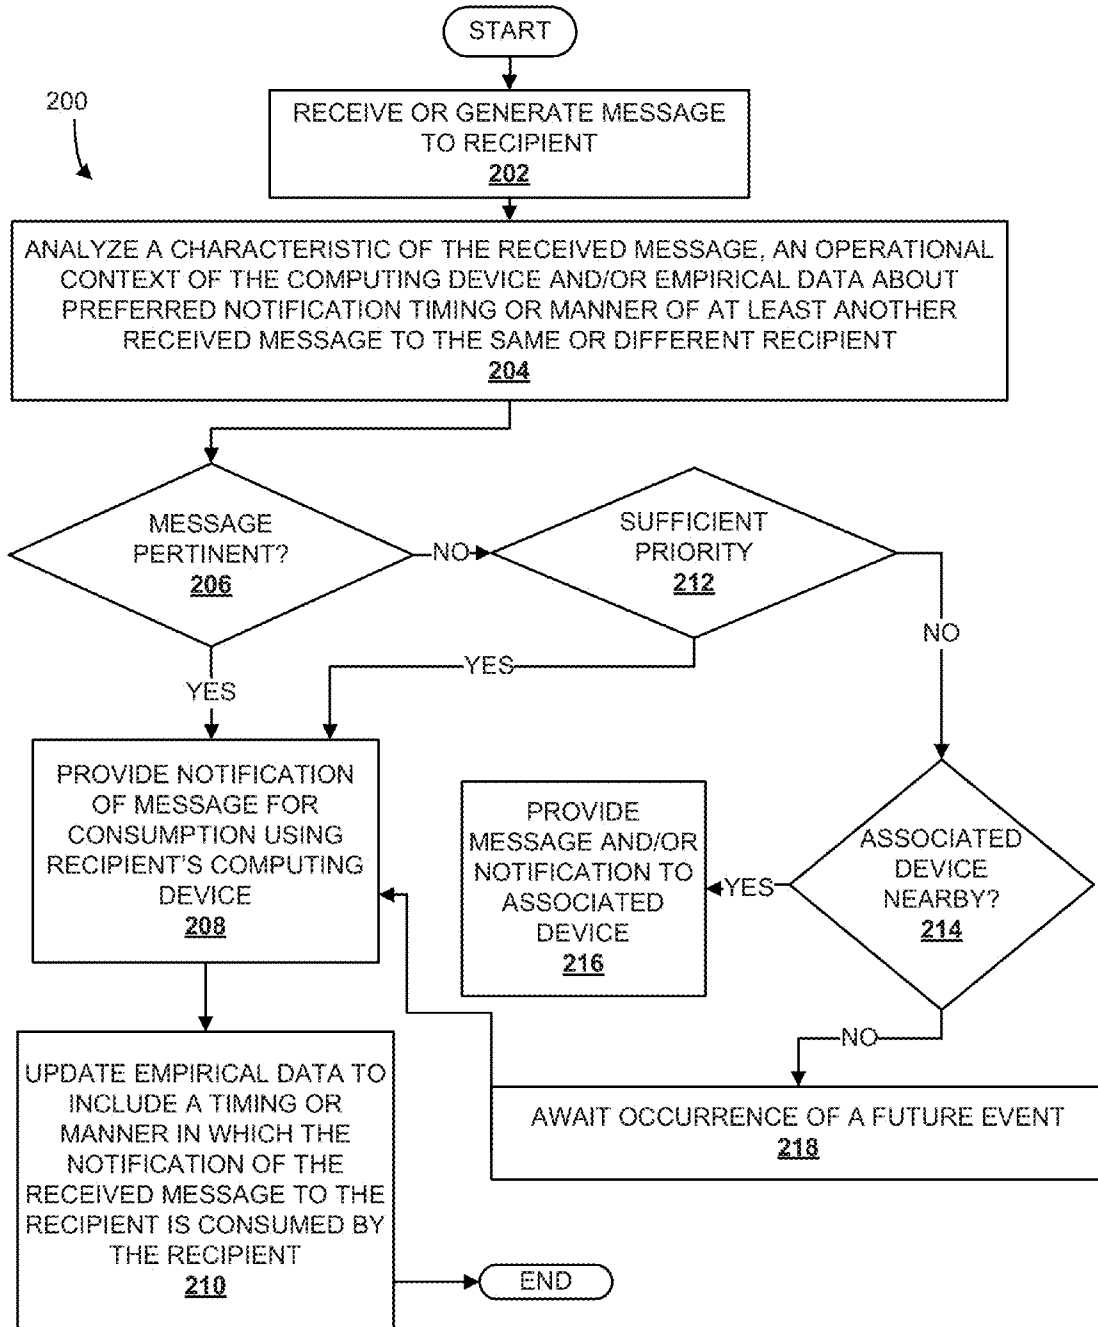 START
200
RECEIVE OR GENERATE MESSAGE
TO RECIPIENT
202
ANALYZE A CHARACTERISTIC OF THE RECEIVED MESSAGE, AN OPERATIONAL
CONTEXT OF THE COMPUTING DEVICE AND/OR EMPIRICAL DATA ABOUT
PREFERRED NOTIFICATION TIMING OR MANNER OF AT LEAST ANOTHER
RECEIVED MESSAGE TO THE SAME OR DIFFERENT RECIPIENT
204
MESSAGE
PERTINENT?
206
NO
SUFFICIENT
PRIORITY
212
NO
YES
YES
PROVIDE NOTIFICATION
OF MESSAGE FOR
CONSUMPTION USING
RECIPIENT'S COMPUTING
DEVICE
208
PROVIDE
MESSAGE AND/OR
NOTIFICATION TO
ASSOCIATED
DEVICE
216
YES
ASSOCIATED
DEVICE
NEARBY?
214
NO
AWAIT OCCURRENCE OF A FUTURE EVENT
218
UPDATE EMPIRICAL DATA TO
INCLUDE A TIMING OR
MANNER IN WHICH THE
NOTIFICATION OF THE
RECEIVED MESSAGE TO THE
RECIPIENT IS CONSUMED BY
THE RECIPIENT
210
END